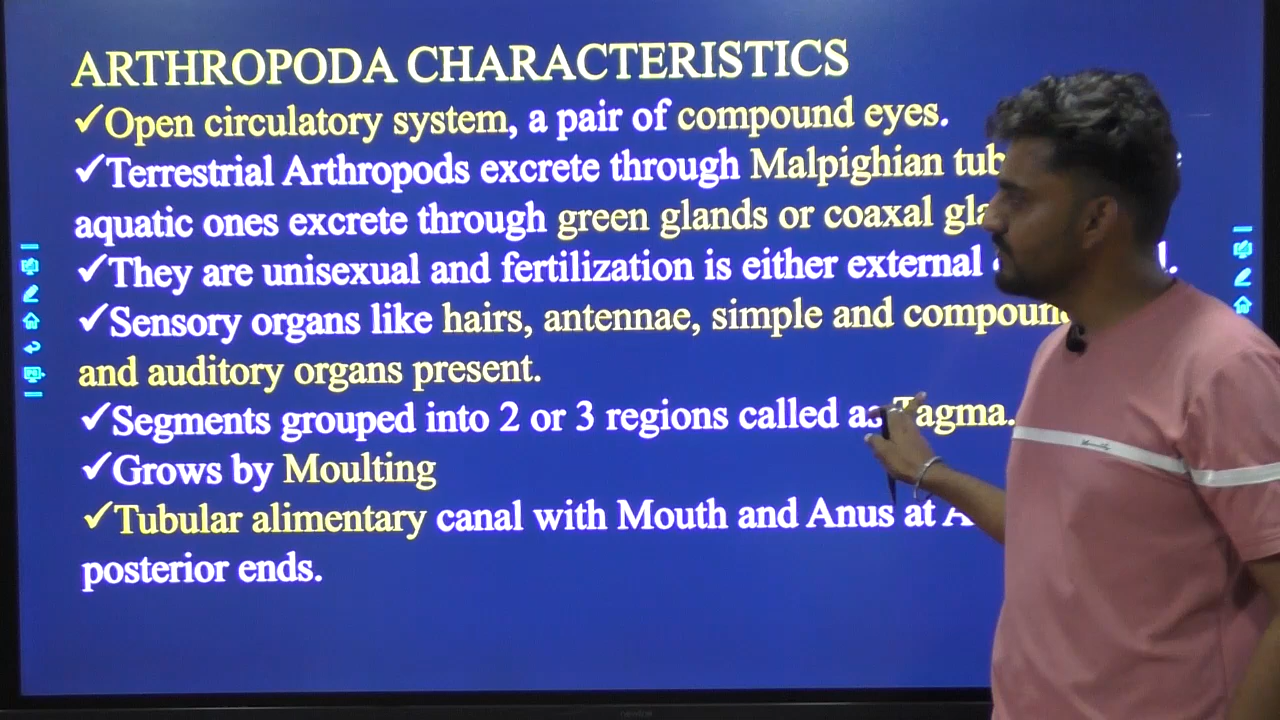 ARTHROPODA CHARACTERISTICS
✓Open circulatory system, a pair of compound eyes.
✓Terrestrial Arthropods excrete through Malpighian
aquatic ones excrete through green glands or coaxal
✓They are unisexual and fertilization is either external
✓Sensory organs like hairs, antennae, simple and
and auditory organs present.
✓Segments grouped into 2 or 3 regions called as Tagma.
✓Grows by Moulting
✓Tubular alimentary canal with Mouth and Anus at
posterior ends.